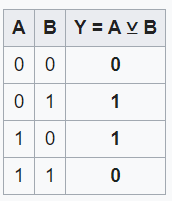 A B Y = A ⊻ B
0 0 0
0 1 1
1 0 1
1 1 0